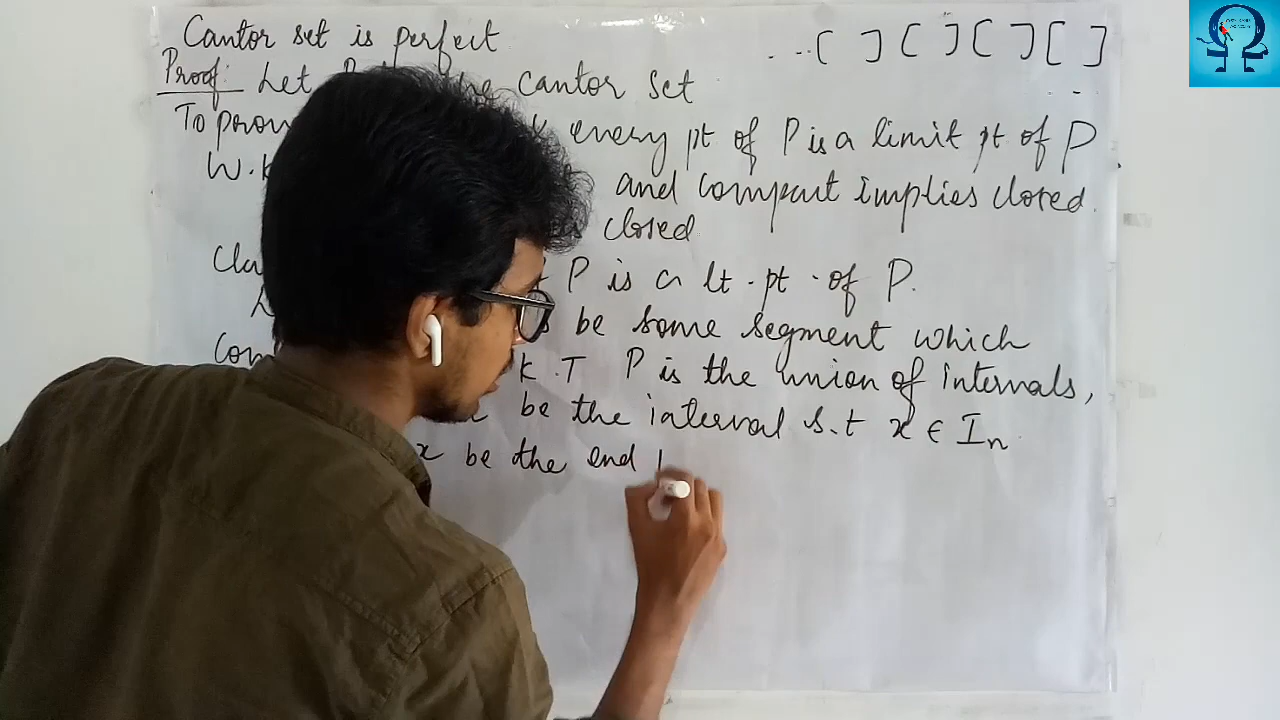 Cantor set is perfect
Proof: Let P be the cantor set
To prove every pt of P is a limit pt of P
W.K and compact implies closed.
closed
Cla P is a lt. pt. of P.
be some segment which
Con K.T P is the union of intervals,
be the interval s.t x ∈ In.
x be the end